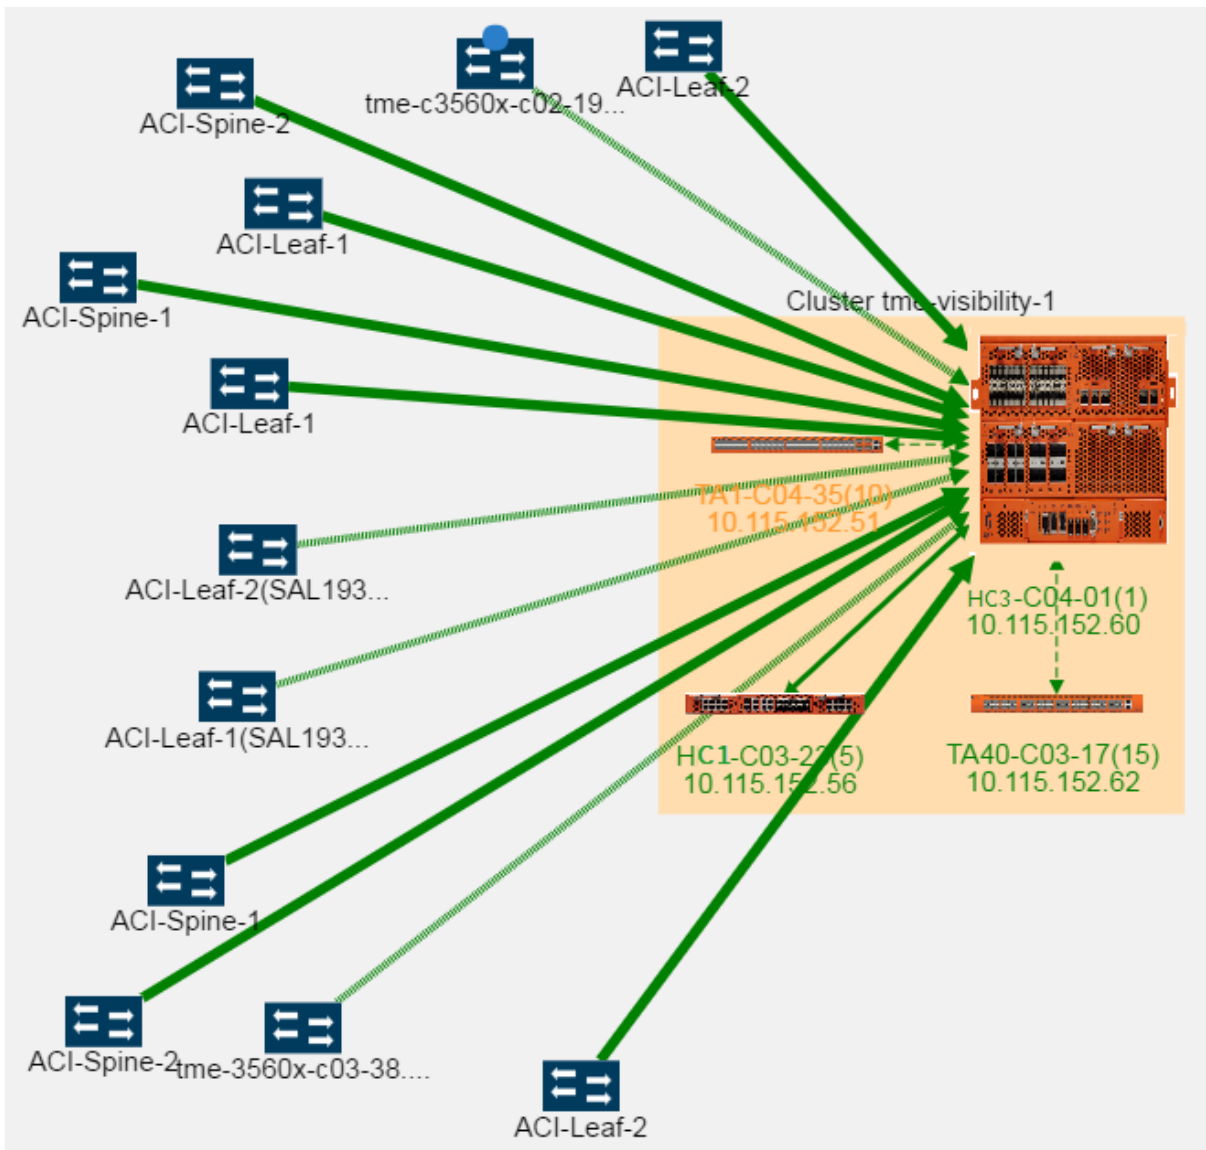 ACI-Leaf-2
tme-c3560x-c02-19...
ACI-Spine-2
ACI-Leaf-1
ACI-Spine-1
Cluster tme-visibility-1
ACI-Leaf-1
TA1-C04-35(10)
10.115.152.51
ACI-Leaf-2(SAL193...
HC3-C04-01(1)
10.115.152.60
ACI-Leaf-1(SAL193...
HC1-C03-22(5)
10.115.152.56
TA40-C03-17(15)
10.115.152.62
ACI-Spine-1
ACI-Spine-2
tme-3560x-c03-38....
ACI-Leaf-2